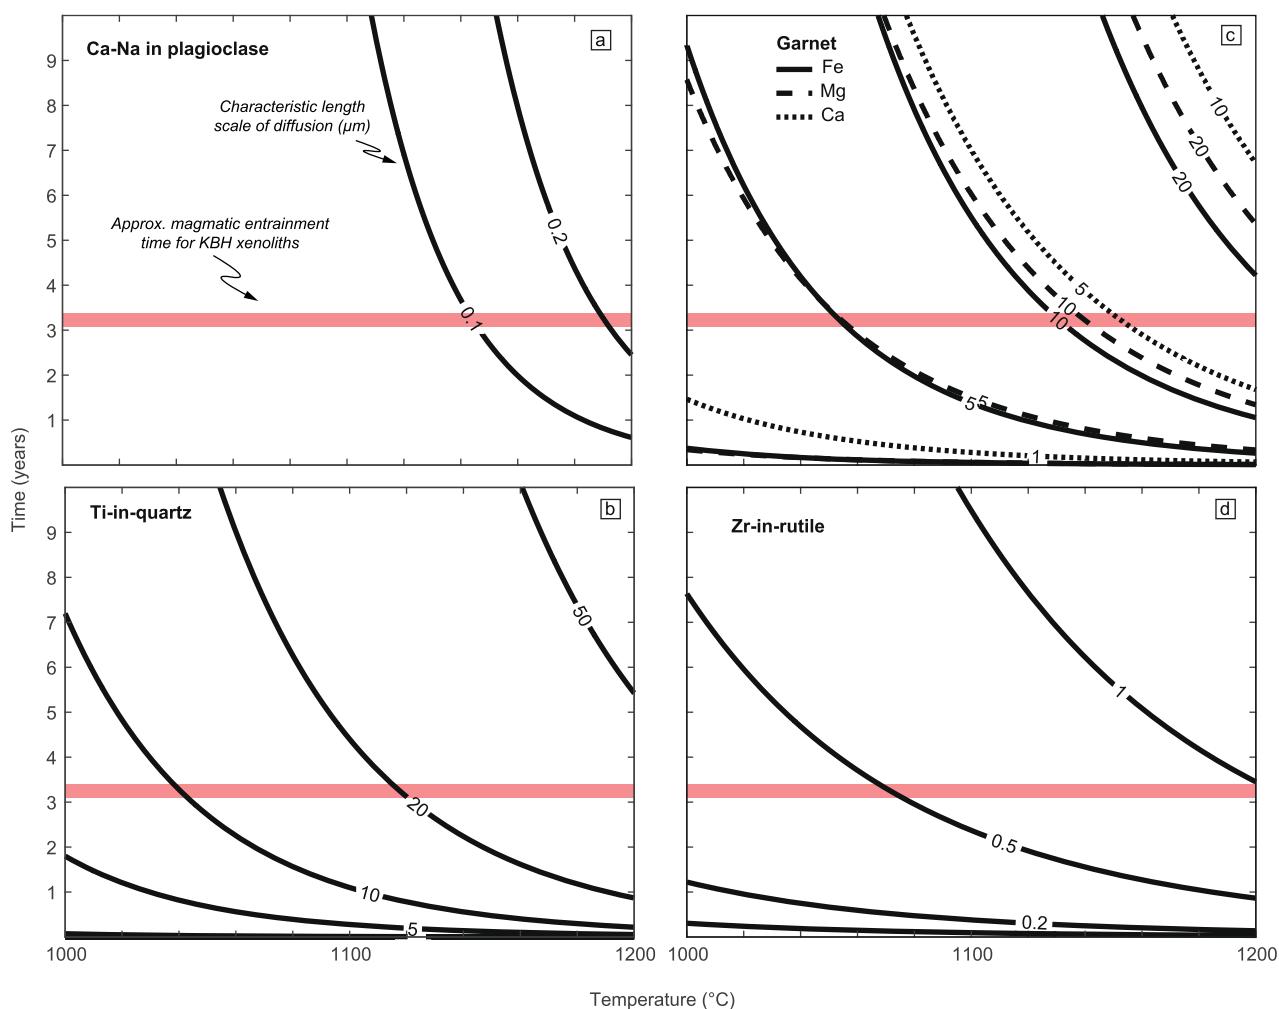 Ca-Na in plagioclase
a
Characteristic length
scale of diffusion (µm)
Approx. magmatic entrainment
time for KBH xenoliths
0.1
0.2
9
8
7
6
5
4
3
2
1
c
Garnet
Fe
Mg
Ca
10
20
20
5
10
10
5
5
1
Time (years)
Ti-in-quartz
b
50
20
10
5
9
8
7
6
5
4
3
2
1
1000
1100
1200
Zr-in-rutile
d
1
0.5
0.2
1000
1100
1200
Temperature (°C)